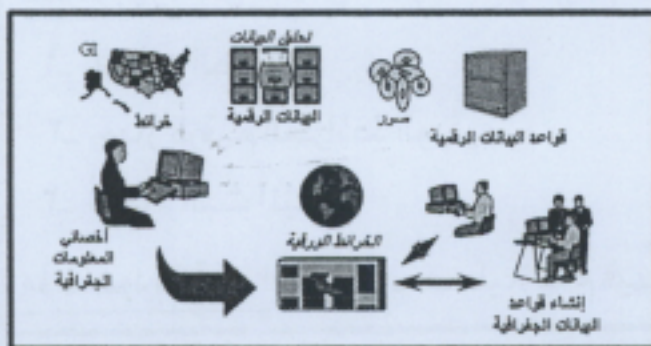 GI
تحليل البيانات
خرائط
البيانات الرقمية
صور
قواعد البيانات الرقمية
أخصائي
المعلومات
الجغرافية
الخرائط الورقية
إنشاء قواعد
البيانات الجغرافية